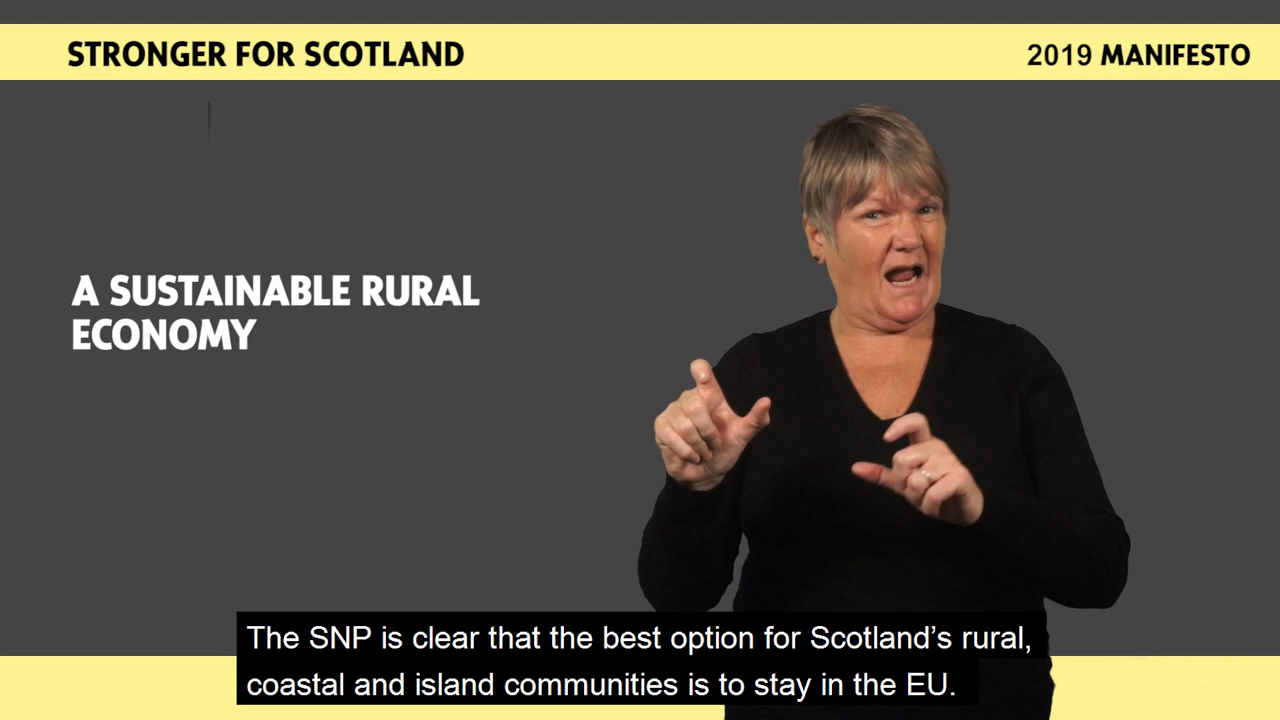 STRONGER FOR SCOTLAND
2019 MANIFESTO
A SUSTAINABLE RURAL
ECONOMY
The SNP is clear that the best option for Scotland’s rural,
coastal and island communities is to stay in the EU.